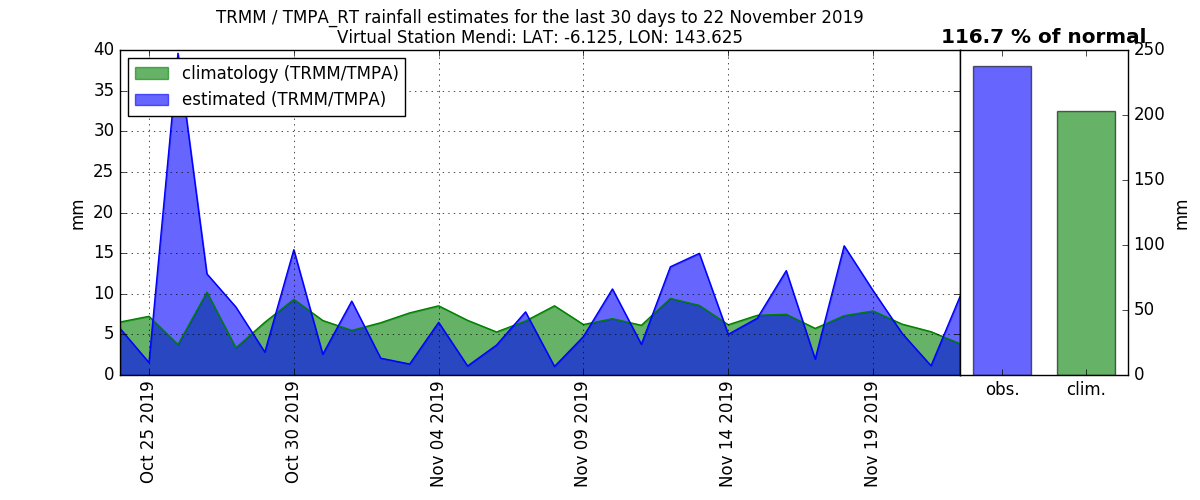 TRMM / TMPA_RT rainfall estimates for the last 30 days to 22 November 2019
Virtual Station Mendi: LAT: -6.125, LON: 143.625
116.7 % of normal
climatology (TRMM/TMPA)
estimated (TRMM/TMPA)
40
35
30
25
20
15
10
5
0
mm
Oct 25 2019
Oct 30 2019
Nov 04 2019
Nov 09 2019
Nov 14 2019
Nov 19 2019
obs.
clim.
250
200
150
100
50
0
mm